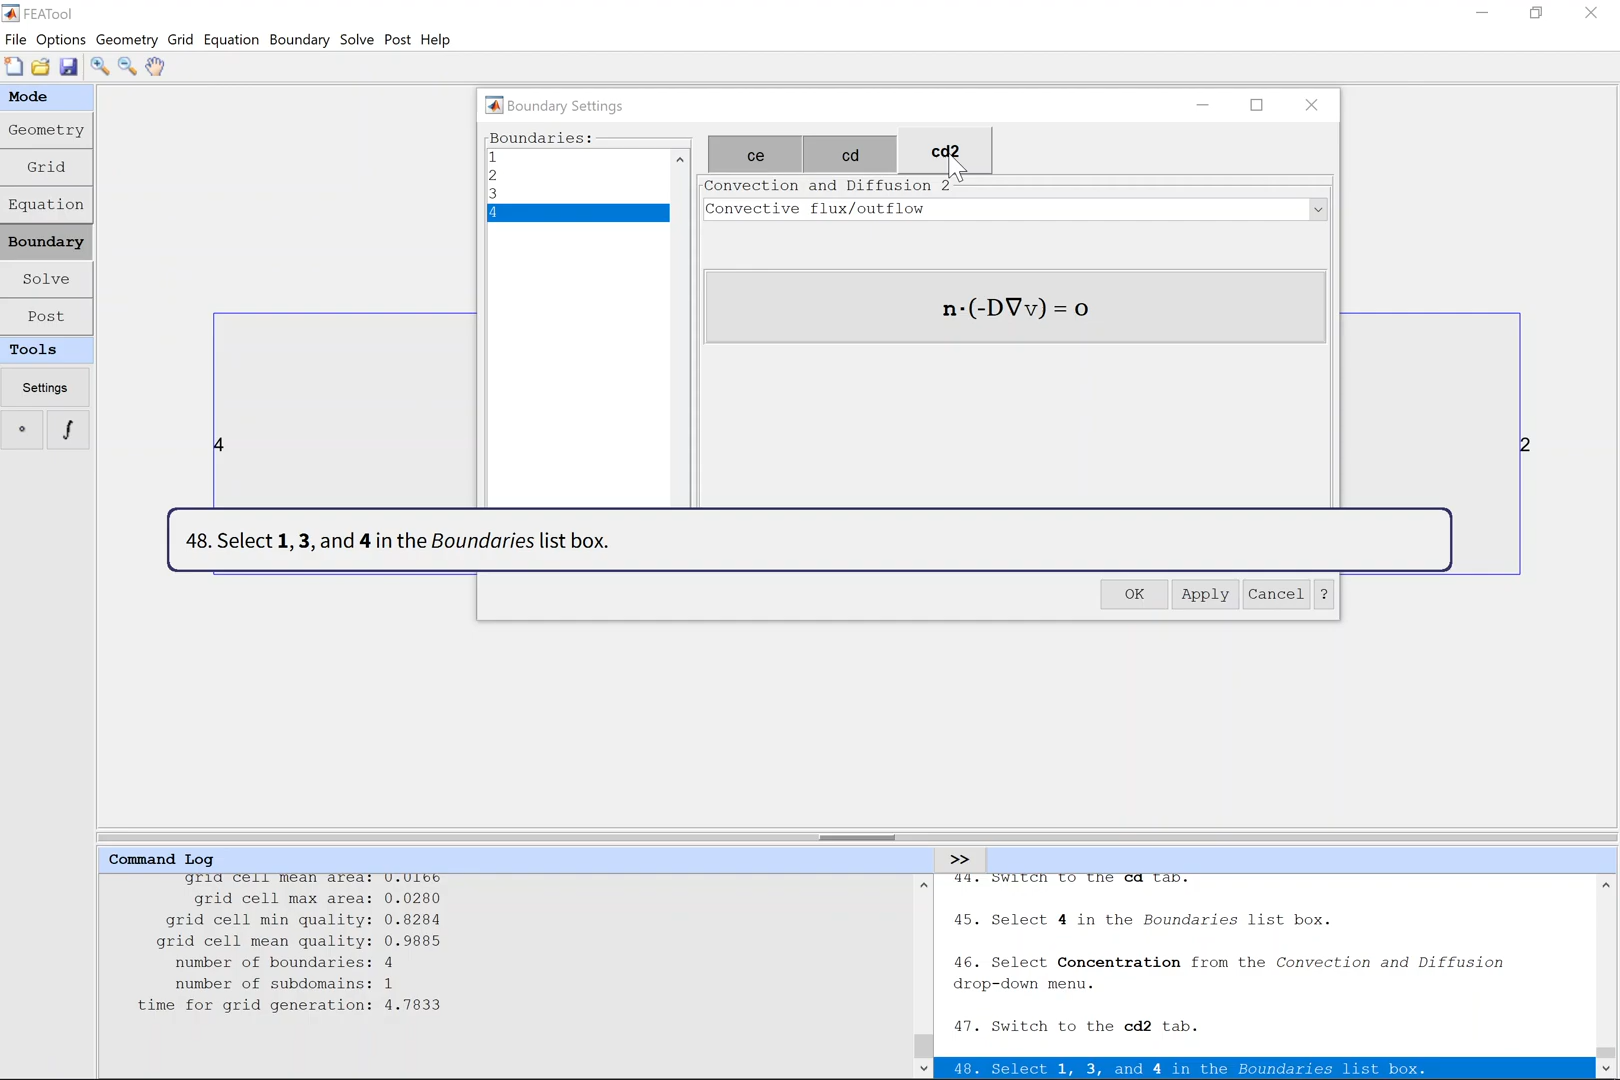 FEATool
File Options Geometry Grid Equation Boundary Solve Post Help
Mode
Geometry
Grid
Equation
Boundary
Solve
Post
Tools
Settings
∫
4
2
Boundary Settings
Boundaries:
1
2
3
4
ce cd cd2
Convection and Diffusion 2
Convective flux/outflow
n·(-D∇v) = 0
48. Select 1, 3, and 4 in the Boundaries list box.
OK Apply Cancel ?
Command Log
grid cell mean area: 0.0166
grid cell max area: 0.0280
grid cell min quality: 0.8284
grid cell mean quality: 0.9885
number of boundaries: 4
number of subdomains: 1
time for grid generation: 4.7833
>>
44. Switch to the cd tab.
45. Select 4 in the Boundaries list box.
46. Select Concentration from the Convection and Diffusion
drop-down menu.
47. Switch to the cd2 tab.
48. Select 1, 3, and 4 in the Boundaries list box.